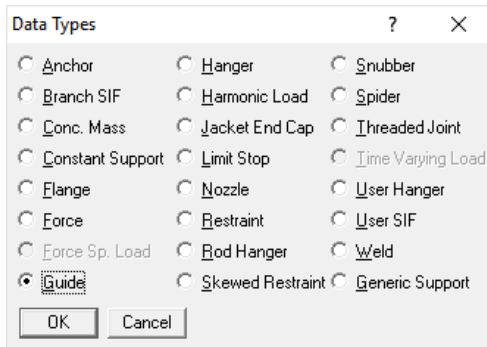 Data Types ? ×
Anchor Hanger Snubber
Branch SIF Harmonic Load Spider
Conc. Mass Jacket End Cap Threaded Joint
Constant Support Limit Stop Time Varying Load
Flange Nozzle User Hanger
Force Restraint User SIF
Force Sp. Load Rod Hanger Weld
Guide Skewed Restraint Generic Support
OK Cancel